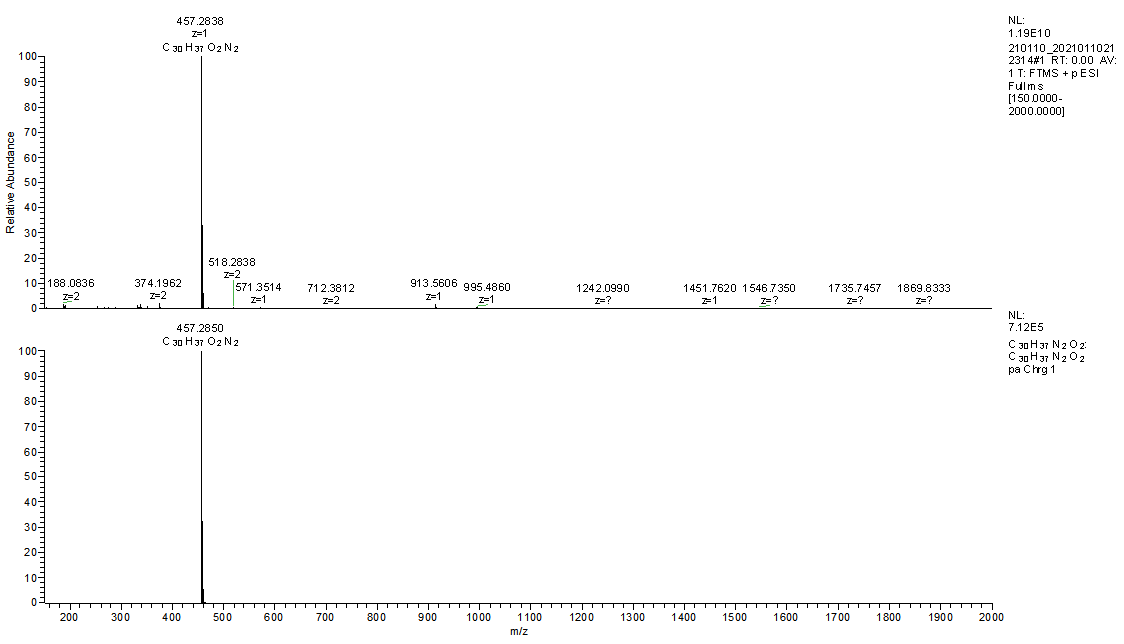 457.2838
z=1
C 30 H 37 O 2 N 2
NL:
1.19E10
210110_2021011021
2314#1 RT: 0.00 AV:
1 T: FTMS + p ESI
Full ms
[150.0000-
2000.0000]
100
90
80
70
60
50
40
30
20
10
0
Relative Abundance
188.0836
z=2
374.1962
z=2
518.2838
z=2
571.3514
z=1
712.3812
z=2
913.5606
z=1
995.4860
z=1
1242.0990
z=?
1451.7620
z=1
1546.7350
z=?
1735.7457
z=?
1869.8333
z=?
457.2850
C 30 H 37 O 2 N 2
NL:
7.12E5
C 30 H 37 N 2 O 2:
C 30 H 37 N 2 O 2
pa Chrg 1
100
90
80
70
60
50
40
30
20
10
0
200 300 400 500 600 700 800 900 1000 1100 1200 1300 1400 1500 1600 1700 1800 1900 2000
m/z